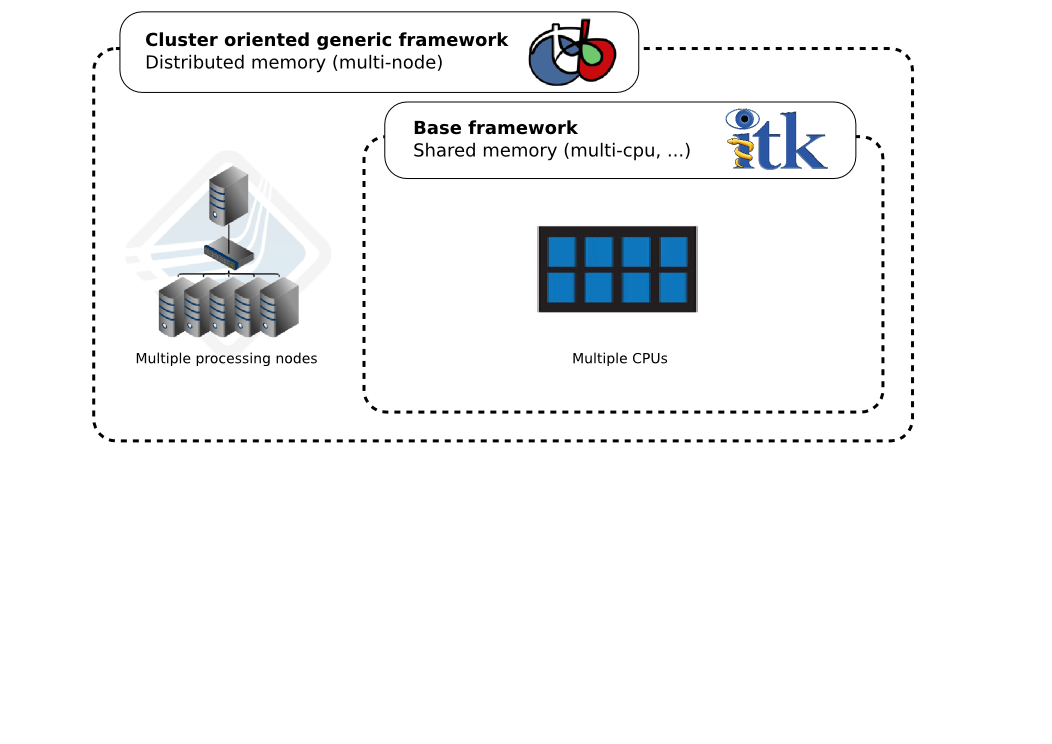 Cluster oriented generic framework
Distributed memory (multi-node)
Base framework
Shared memory (multi-cpu, ...)
itk
Multiple processing nodes
Multiple CPUs